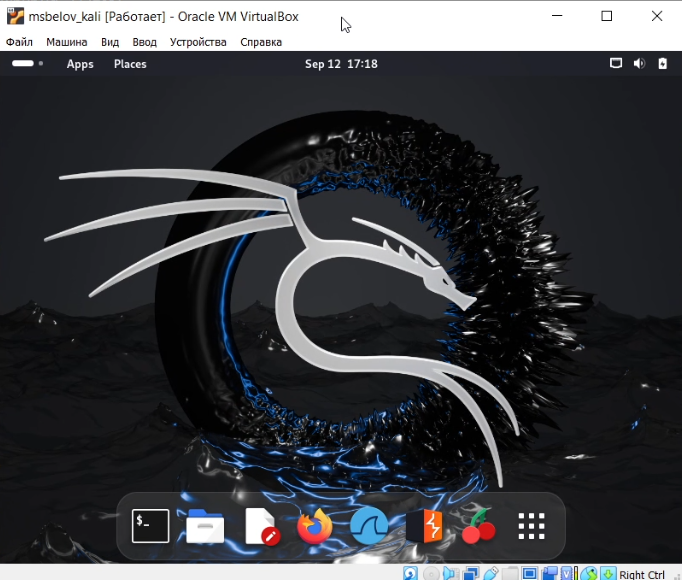 msbelov_kali [Работает] - Oracle VM VirtualBox
Файл Машина Вид Ввод Устройства Справка
Apps Places Sep 12 17:18
$_
Right Ctrl